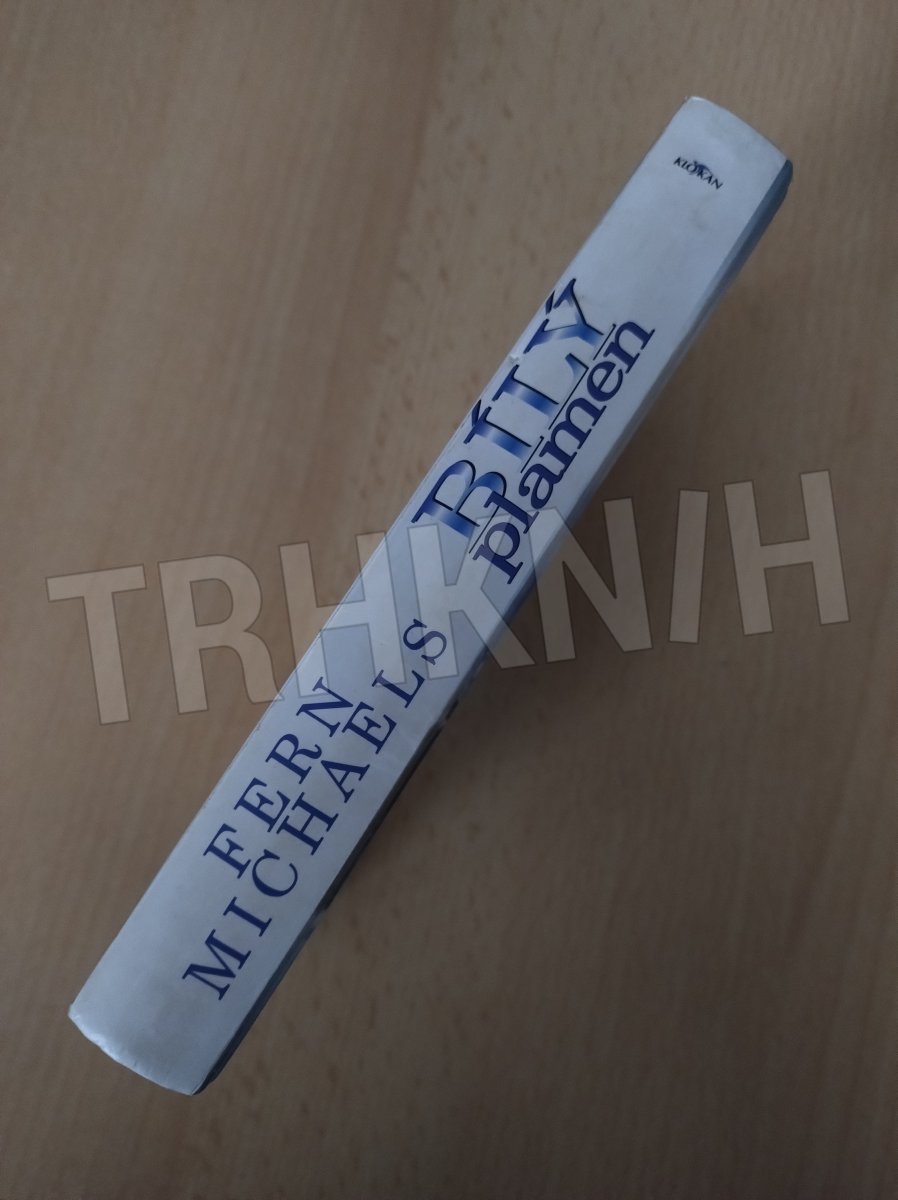 FERN
MICHAELS
BÍLÝ
plamen
KLOKAN
TRHKNIH